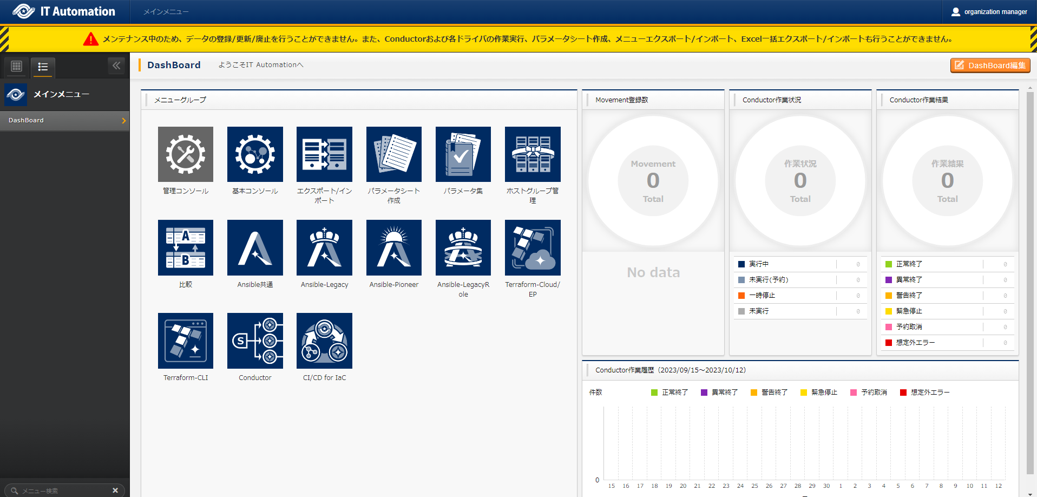 IT Automation
メインメニュー
organization manager
メンテナンス中のため、データの登録/更新/廃止を行うことができません。また、Conductorおよび各ドライバの作業実行、パラメータシート作成、メニューエクスポート/インポート、Excel一括エクスポート/インポートも行うことができません。
DashBoard
ようこそIT Automationへ
DashBoard編集
メインメニュー
DashBoard
メニューグループ
管理コンソール
基本コンソール
エクスポート/イン
ポート
パラメータシート
作成
パラメータ集
ホストグループ管
理
A
B
比較
Ansible共通
Ansible-Legacy
Ansible-Pioneer
Ansible-LegacyR
ole
Terraform-Cloud/
EP
Terraform-CLI
S
Conductor
CI/CD for IaC
Movement登録数
Movement
0
Total
No data
Conductor作業状況
作業状況
0
Total
実行中 0
未実行(予約) 0
一時停止 0
未実行 0
Conductor作業結果
作業結果
0
Total
正常終了 0
異常終了 0
警告終了 0
緊急停止 0
予約取消 0
想定外エラー 0
Conductor作業履歴（2023/09/15～2023/10/12）
件数
正常終了 異常終了 警告終了 緊急停止 予約取消 想定外エラー
0
15 16 17 18 19 20 21 22 23 24 25 26 27 28 29 30 1 2 3 4 5 6 7 8 9 10 11 12
メニュー検索